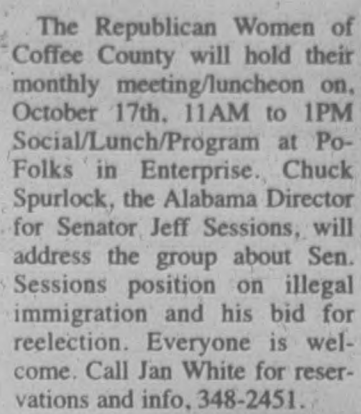 The Republican Women of
Coffee County will hold their
monthly meeting/luncheon on,
October 17th, 11AM to 1PM
Social/Lunch/Program at Po-
Folks in Enterprise. Chuck
Spurlock, the Alabama Director
for Senator Jeff Sessions, will
address the group about Sen.
Sessions position on illegal
immigration and his bid for
reelection. Everyone is wel-
come. Call Jan White for reser-
vations and info, 348-2451.